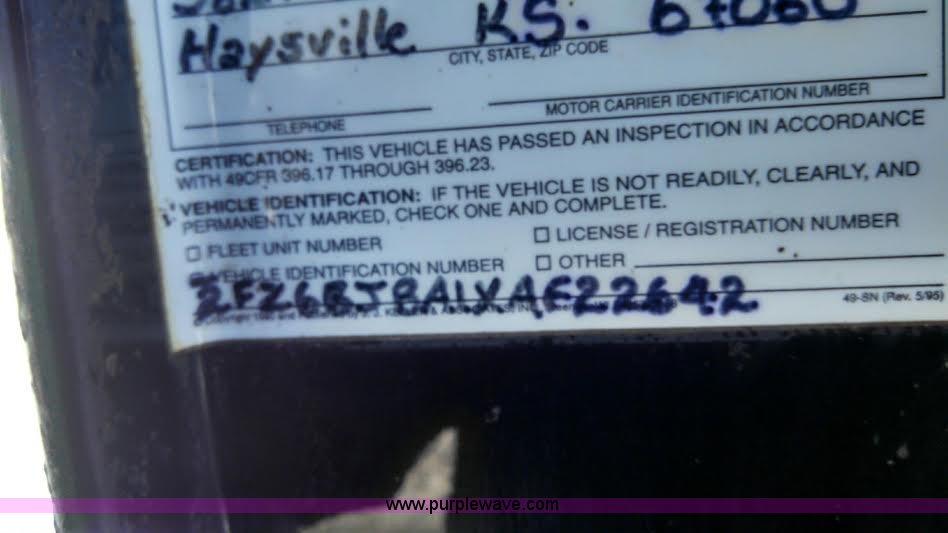 Haysville KS. 67060
CITY, STATE, ZIP CODE
TELEPHONE
MOTOR CARRIER IDENTIFICATION NUMBER
CERTIFICATION: THIS VEHICLE HAS PASSED AN INSPECTION IN ACCORDANCE
WITH 49CFR 396.17 THROUGH 396.23.
VEHICLE IDENTIFICATION: IF THE VEHICLE IS NOT READILY, CLEARLY, AND
PERMANENTLY MARKED, CHECK ONE AND COMPLETE.
FLEET UNIT NUMBER
LICENSE / REGISTRATION NUMBER
VEHICLE IDENTIFICATION NUMBER
OTHER
49-SN (Rev. 5/95)
www.purplewave.com